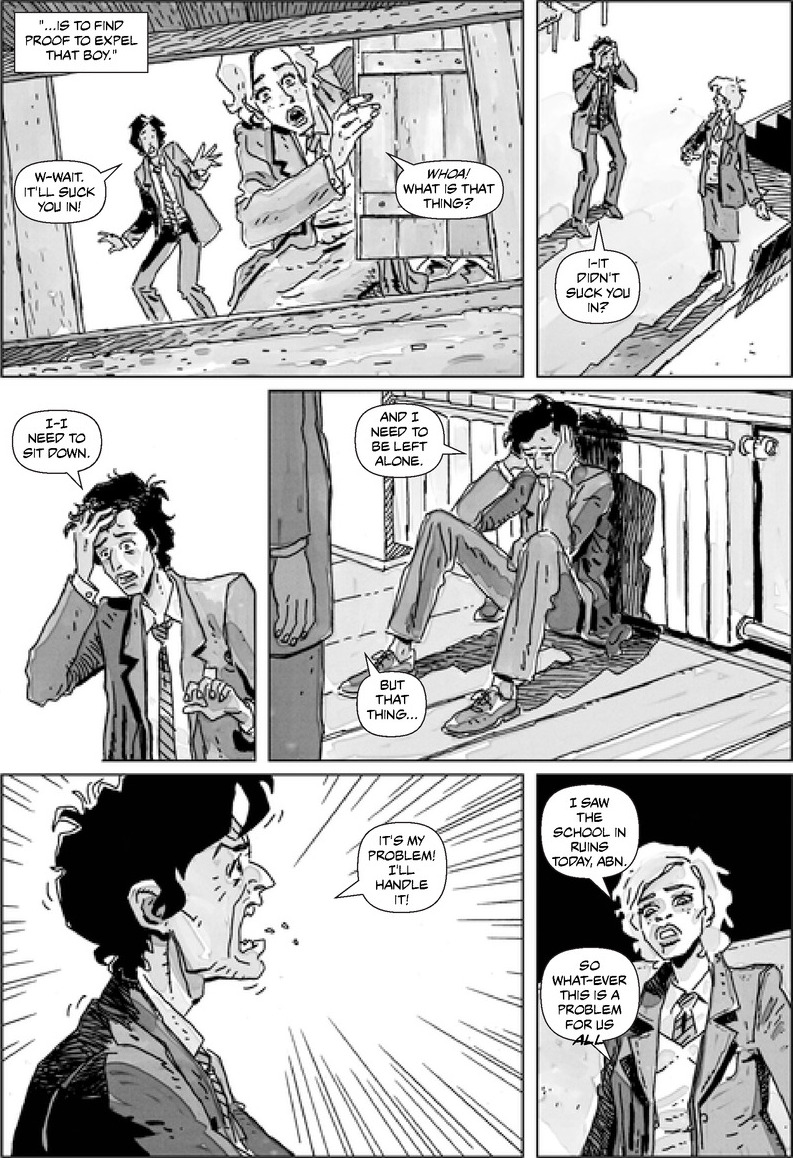 "...IS TO FIND
PROOF TO EXPEL
THAT BOY."
W-WAIT.
IT'LL SUCK
YOU IN!
WHOA!
WHAT IS THAT
THING?
I-IT
DIDN'T
SUCK YOU
IN?
I-I
NEED TO
SIT DOWN.
AND I
NEED TO
BE LEFT
ALONE.
BUT
THAT
THING...
IT'S MY
PROBLEM!
I'LL
HANDLE
IT!
I SAW
THE
SCHOOL IN
RUINS
TODAY, ABN.
SO
WHAT-EVER
THIS IS A
PROBLEM
FOR US
ALL